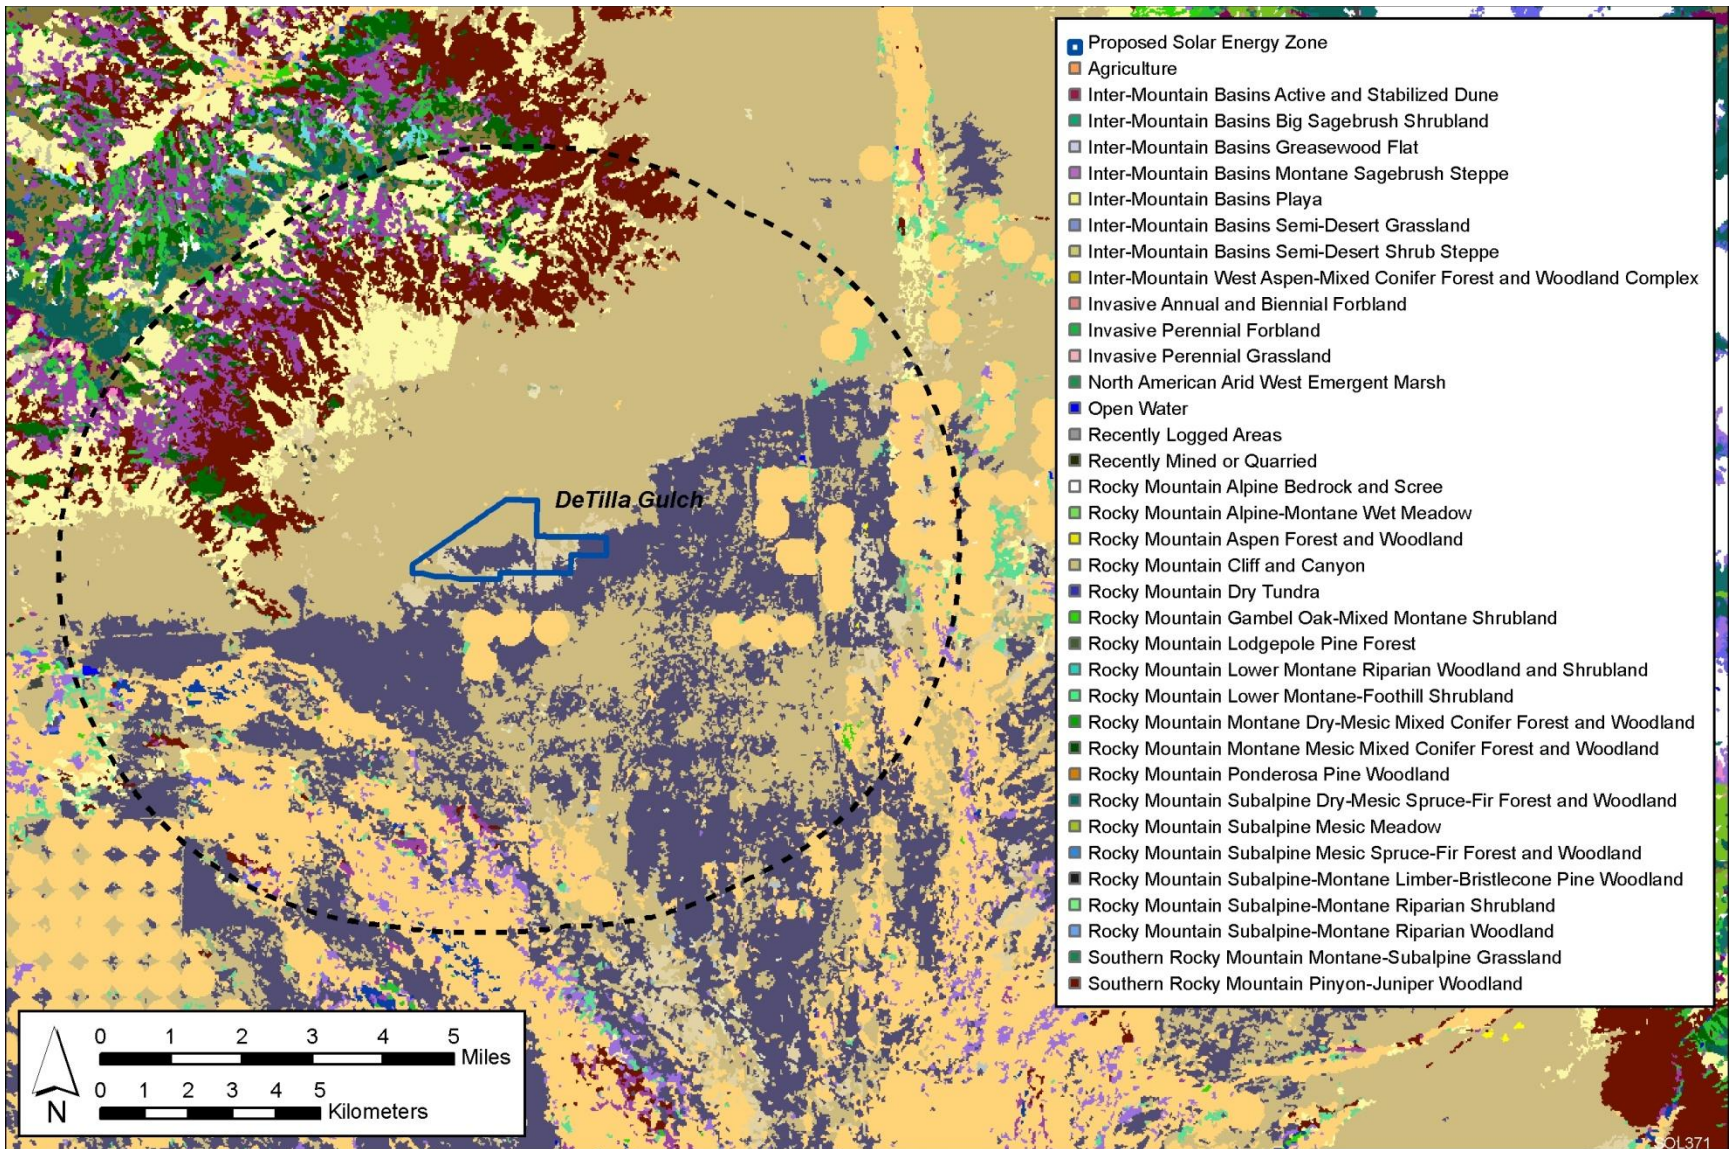 Proposed Solar Energy Zone
Agriculture
Inter-Mountain Basins Active and Stabilized Dune
Inter-Mountain Basins Big Sagebrush Shrubland
Inter-Mountain Basins Greasewood Flat
Inter-Mountain Basins Montane Sagebrush Steppe
Inter-Mountain Basins Playa
Inter-Mountain Basins Semi-Desert Grassland
Inter-Mountain Basins Semi-Desert Shrub Steppe
Inter-Mountain West Aspen-Mixed Conifer Forest and Woodland Complex
Invasive Annual and Biennial Forbland
Invasive Perennial Forbland
Invasive Perennial Grassland
North American Arid West Emergent Marsh
Open Water
Recently Logged Areas
Recently Mined or Quarried
Rocky Mountain Alpine Bedrock and Scree
Rocky Mountain Alpine-Montane Wet Meadow
Rocky Mountain Aspen Forest and Woodland
Rocky Mountain Cliff and Canyon
Rocky Mountain Dry Tundra
Rocky Mountain Gambel Oak-Mixed Montane Shrubland
Rocky Mountain Lodgepole Pine Forest
Rocky Mountain Lower Montane Riparian Woodland and Shrubland
Rocky Mountain Lower Montane-Foothill Shrubland
Rocky Mountain Montane Dry-Mesic Mixed Conifer Forest and Woodland
Rocky Mountain Montane Mesic Mixed Conifer Forest and Woodland
Rocky Mountain Ponderosa Pine Woodland
Rocky Mountain Subalpine Dry-Mesic Spruce-Fir Forest and Woodland
Rocky Mountain Subalpine Mesic Meadow
Rocky Mountain Subalpine Mesic Spruce-Fir Forest and Woodland
Rocky Mountain Subalpine-Montane Limber-Bristlecone Pine Woodland
Rocky Mountain Subalpine-Montane Riparian Shrubland
Rocky Mountain Subalpine-Montane Riparian Woodland
Southern Rocky Mountain Montane-Subalpine Grassland
Southern Rocky Mountain Pinyon-Juniper Woodland
DeTilla Gulch
0 1 2 3 4 5
Miles
0 1 2 3 4 5
Kilometers
N
SOL371